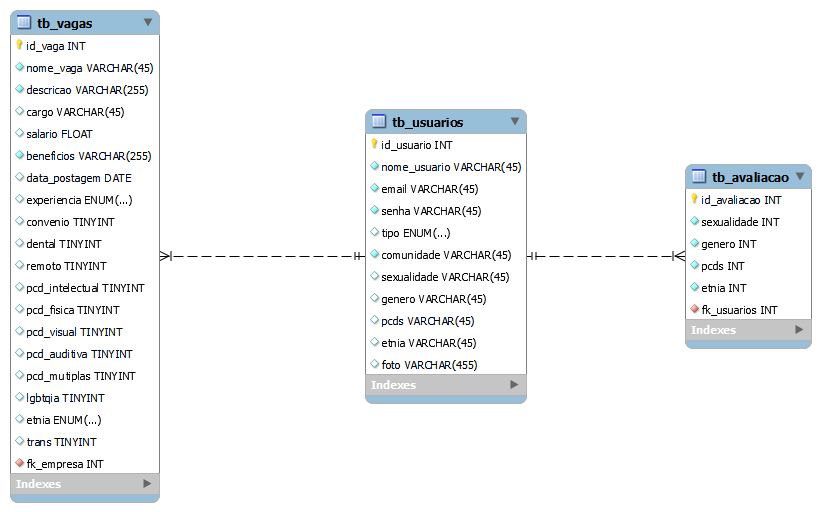 tb_vagas
id_vaga INT
nome_vaga VARCHAR(45)
descricao VARCHAR(255)
cargo VARCHAR(45)
salario FLOAT
beneficios VARCHAR(255)
data_postagem DATE
experiencia ENUM(...)
convenio TINYINT
dental TINYINT
remoto TINYINT
pcd_intelectual TINYINT
pcd_fisica TINYINT
pcd_visual TINYINT
pcd_auditiva TINYINT
pcd_mutiplas TINYINT
lgbtqia TINYINT
etnia ENUM(...)
trans TINYINT
fk_empresa INT
Indexes
tb_usuarios
id_usuario INT
nome_usuario VARCHAR(45)
email VARCHAR(45)
senha VARCHAR(45)
tipo ENUM(...)
comunidade VARCHAR(45)
sexualidade VARCHAR(45)
genero VARCHAR(45)
pcds VARCHAR(45)
etnia VARCHAR(45)
foto VARCHAR(455)
Indexes
tb_avaliacao
id_avaliacao INT
sexualidade INT
genero INT
pcds INT
etnia INT
fk_usuarios INT
Indexes